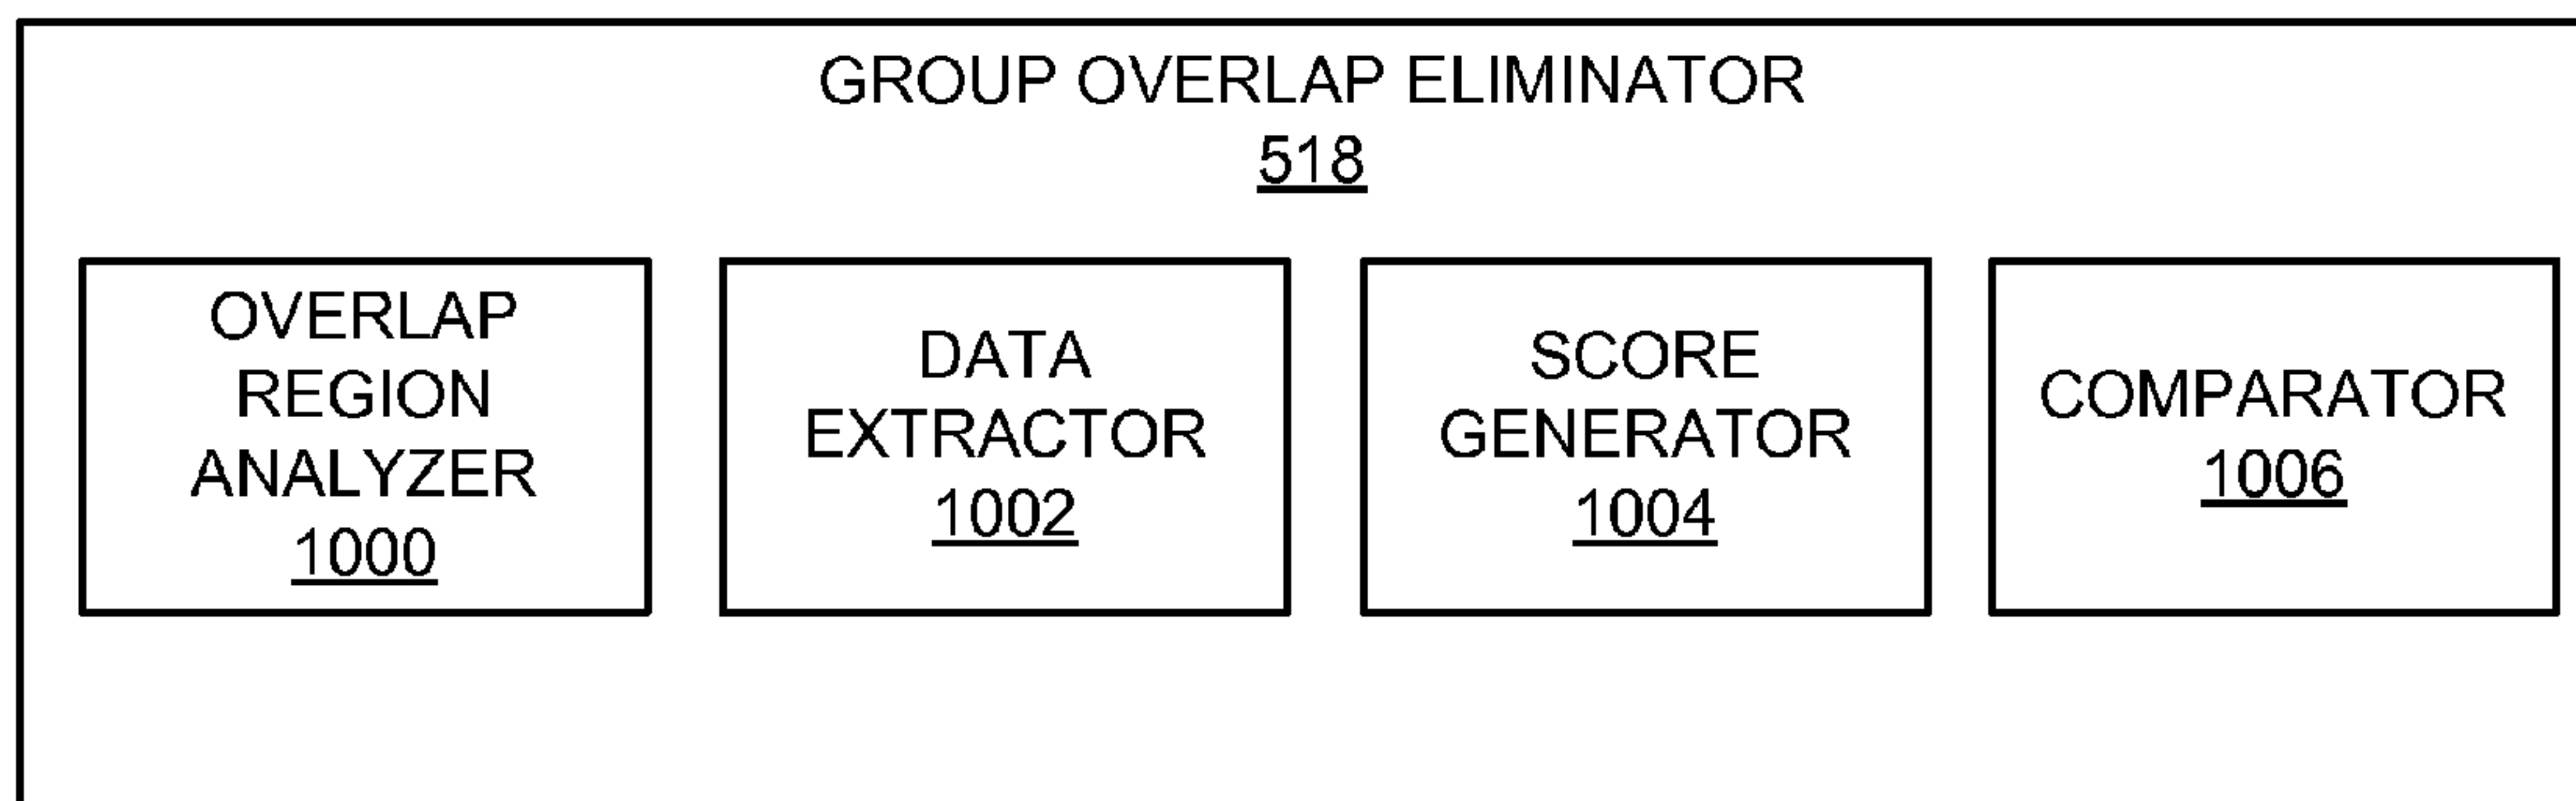 GROUP OVERLAP ELIMINATOR
518
OVERLAP
REGION
ANALYZER
1000
DATA
EXTRACTOR
1002
SCORE
GENERATOR
1004
COMPARATOR
1006